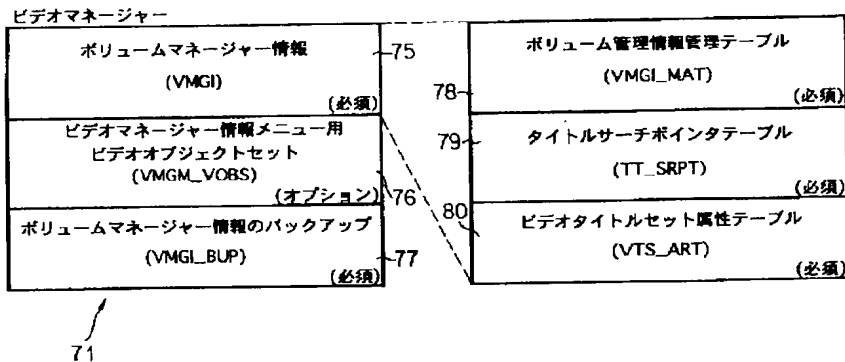 ビデオマネージャー
ボリュームマネージャー情報
(VMGI)
(必須)
75
ビデオマネージャー情報メニュー用
ビデオオブジェクトセット
(VMGM_VOBS)
(オプション)
76
ボリュームマネージャー情報のバックアップ
(VMGI_BUP)
(必須)
77
71
ボリューム管理情報管理テーブル
(VMGI_MAT)
(必須)
78
タイトルサーチポインタテーブル
(TT_SRPT)
(必須)
79
ビデオタイトルセット属性テーブル
(VTS_ART)
(必須)
80